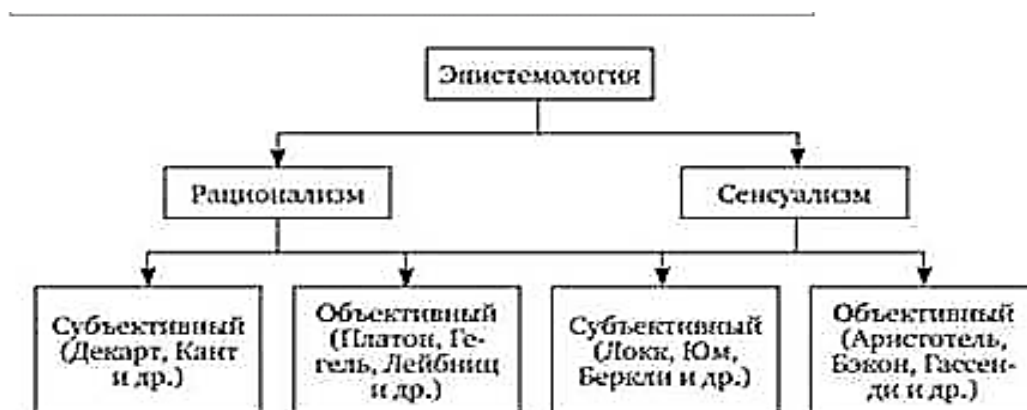 Эпистемология
Рационализм
Сенсуализм
Субъективный
(Декарт, Кант
и др.)
Объективный
(Платон, Ге-
гель, Лейбниц
и др.)
Субъективный
(Локк, Юм,
Беркли и др.)
Объективный
(Аристотель,
Бэкон, Гассен-
ди и др.)